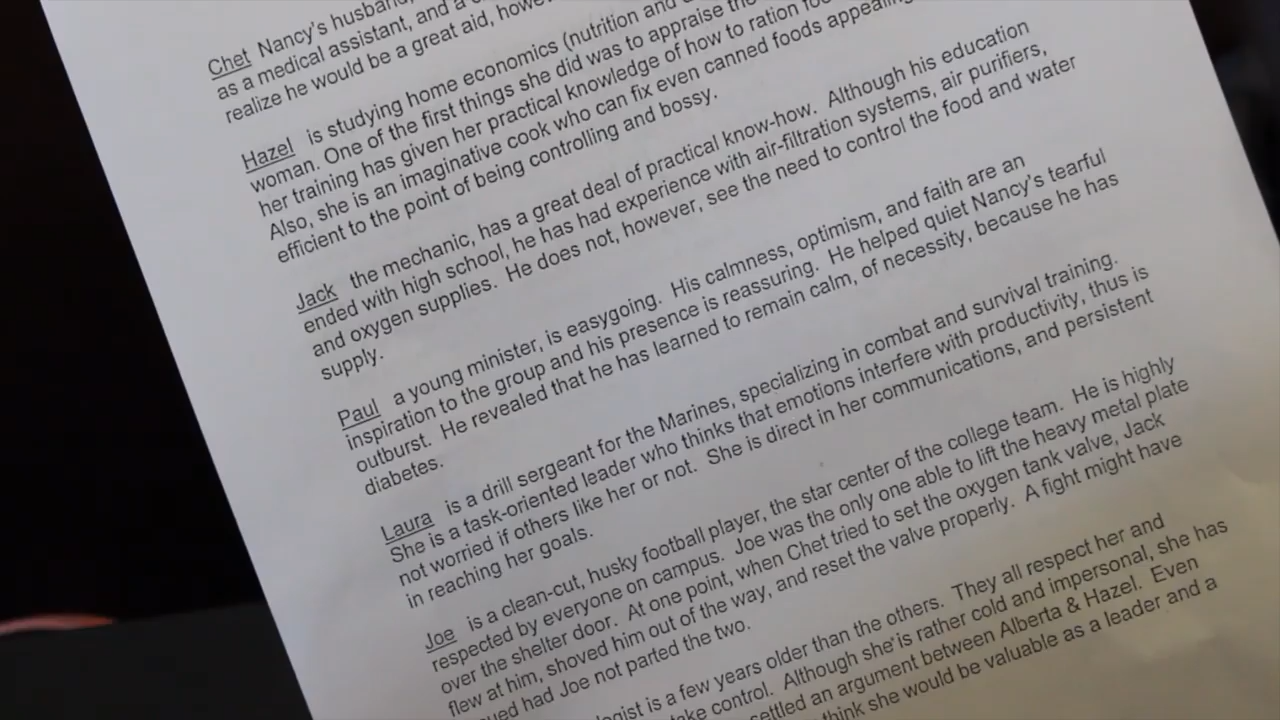 Chet Nancy's husband,
as a medical assistant, and a
realize he would be a great aid, howe
Hazel is studying home economics (nutrition and
woman. One of the first things she did was to appraise the
her training has given her practical knowledge of how to ration
Also, she is an imaginative cook who can fix even canned foods appealing
efficient to the point of being controlling and bossy.
Jack the mechanic, has a great deal of practical know-how. Although his education
ended with high school, he has had experience with air-filtration systems, air purifiers,
and oxygen supplies. He does not, however, see the need to control the food and water
supply.
Paul a young minister, is easygoing. His calmness, optimism, and faith are an
inspiration to the group and his presence is reassuring. He helped quiet Nancy's tearful
outburst. He revealed that he has learned to remain calm, of necessity, because he has
diabetes.
Laura is a drill sergeant for the Marines, specializing in combat and survival training.
She is a task-oriented leader who thinks that emotions interfere with productivity, thus is
not worried if others like her or not. She is direct in her communications, and persistent
in reaching her goals.
Joe is a clean-cut, husky football player, the star center of the college team. He is highly
respected by everyone on campus. Joe was the only one able to lift the heavy metal plate
over the shelter door. At one point, when Chet tried to set the oxygen tank valve, Jack
flew at him, shoved him out of the way, and reset the valve properly. A fight might have
ued had Joe not parted the two.
logist is a few years older than the others. They all respect her and
take control. Although she is rather cold and impersonal, she has
settled an argument between Alberta & Hazel. Even
think she would be valuable as a leader and a